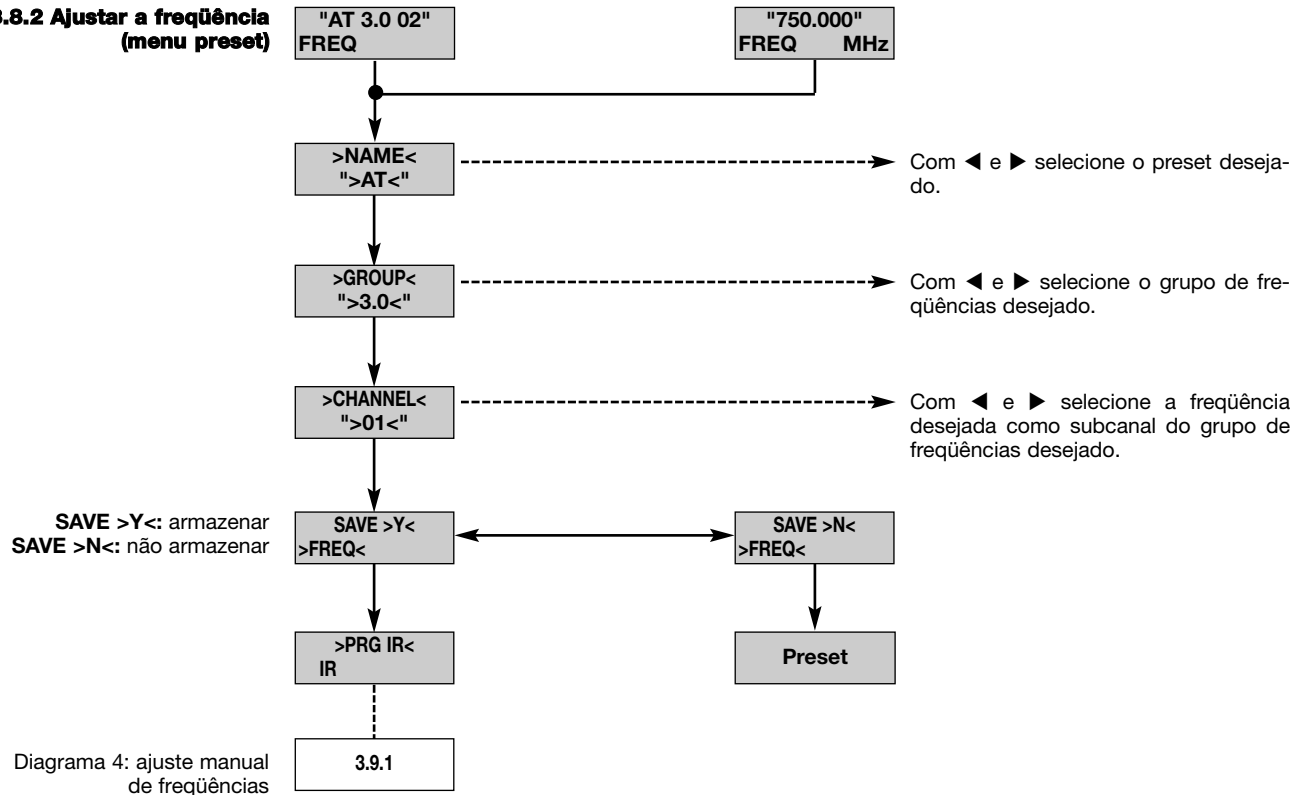 3.8.2 Ajustar a freqüência
(menu preset)
"AT 3.0 02"
FREQ
"750.000"
FREQ MHz
>NAME<
">AT<"
Com ◀ e ▶ selecione o preset deseja-
do.
>GROUP<
">3.0<"
Com ◀ e ▶ selecione o grupo de fre-
qüências desejado.
>CHANNEL<
">01<"
Com ◀ e ▶ selecione a freqüência
desejada como subcanal do grupo de
freqüências desejado.
SAVE >Y<: armazenar
SAVE >N<: não armazenar
SAVE >Y<
>FREQ<
SAVE >N<
>FREQ<
>PRG IR<
IR
Preset
Diagrama 4: ajuste manual
de freqüências
3.9.1